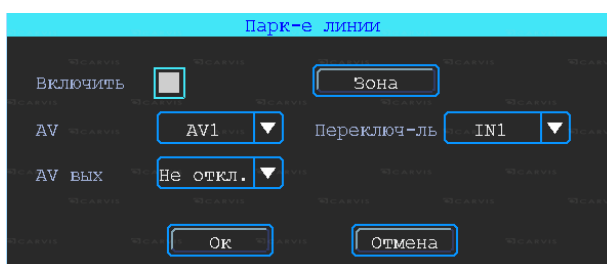 Парк-е линии
Включить Зона
AV AV1 Переключ-ль IN1
AV вых Не откл.
Ок Отмена